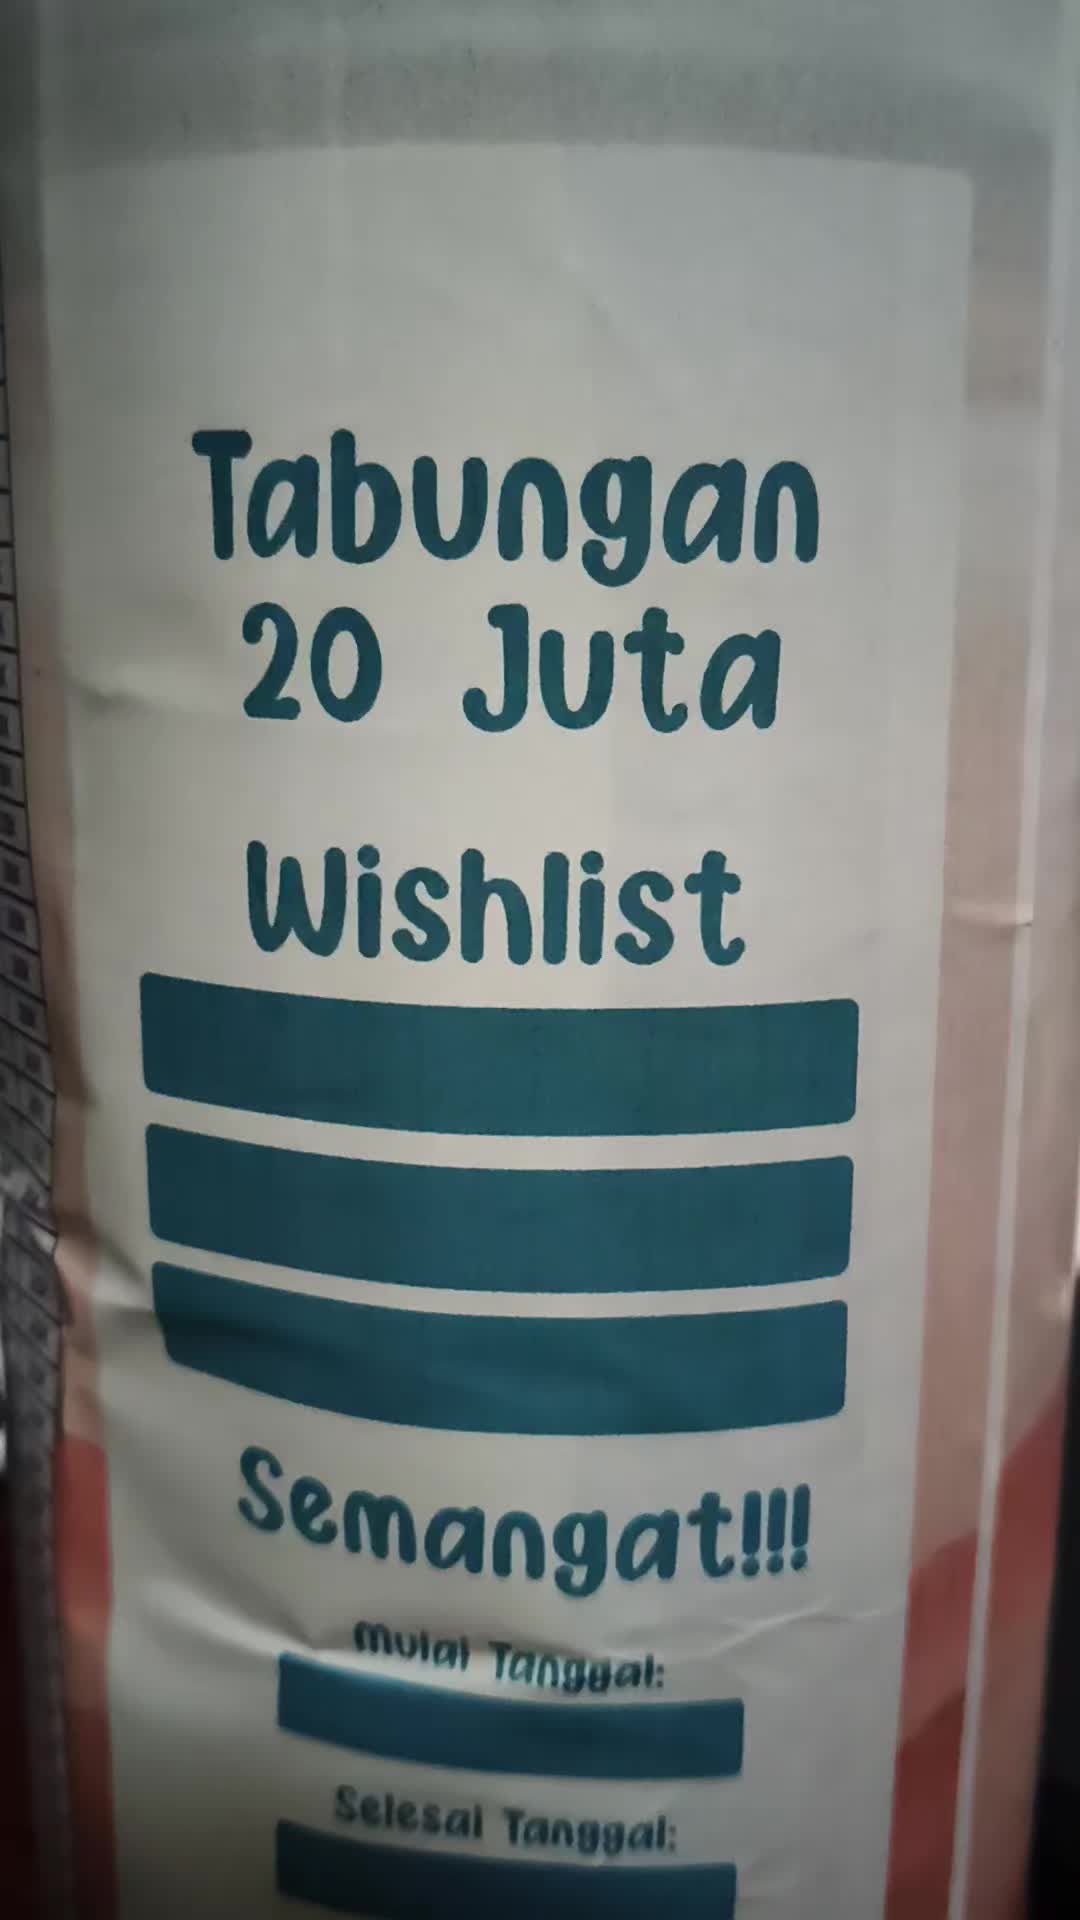 Tabungan
20 Juta
Wishlist
Semangat!!!
Mulai Tanggal:
Selesai Tanggal: